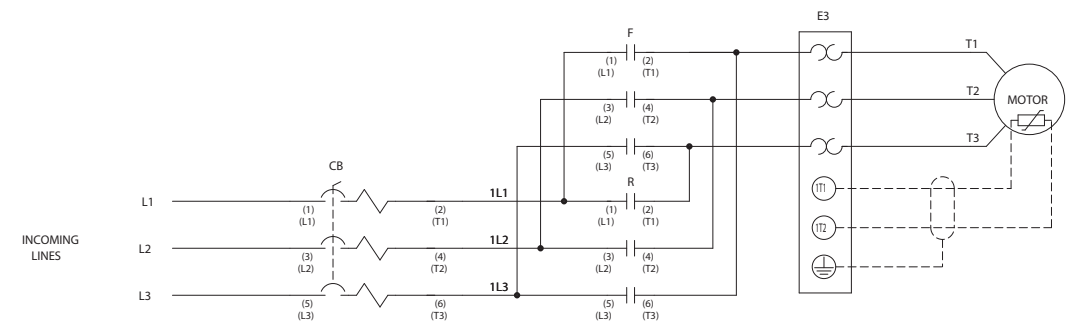 E3
F
T1
(1) (2)
(L1) (T1)
T2
MOTOR
(3) (4)
(L2) (T2)
T3
(5) (6)
(L3) (T3)
CB
R
1T1
L1
1L1
(1) (2) (1) (2)
(L1) (T1) (L1) (T1)
1T2
INCOMING
LINES
L2
1L2
(3) (4) (3) (4)
(L2) (T2) (L2) (T2)
L3
1L3
(5) (6) (5) (6)
(L3) (T3) (L3) (T3)